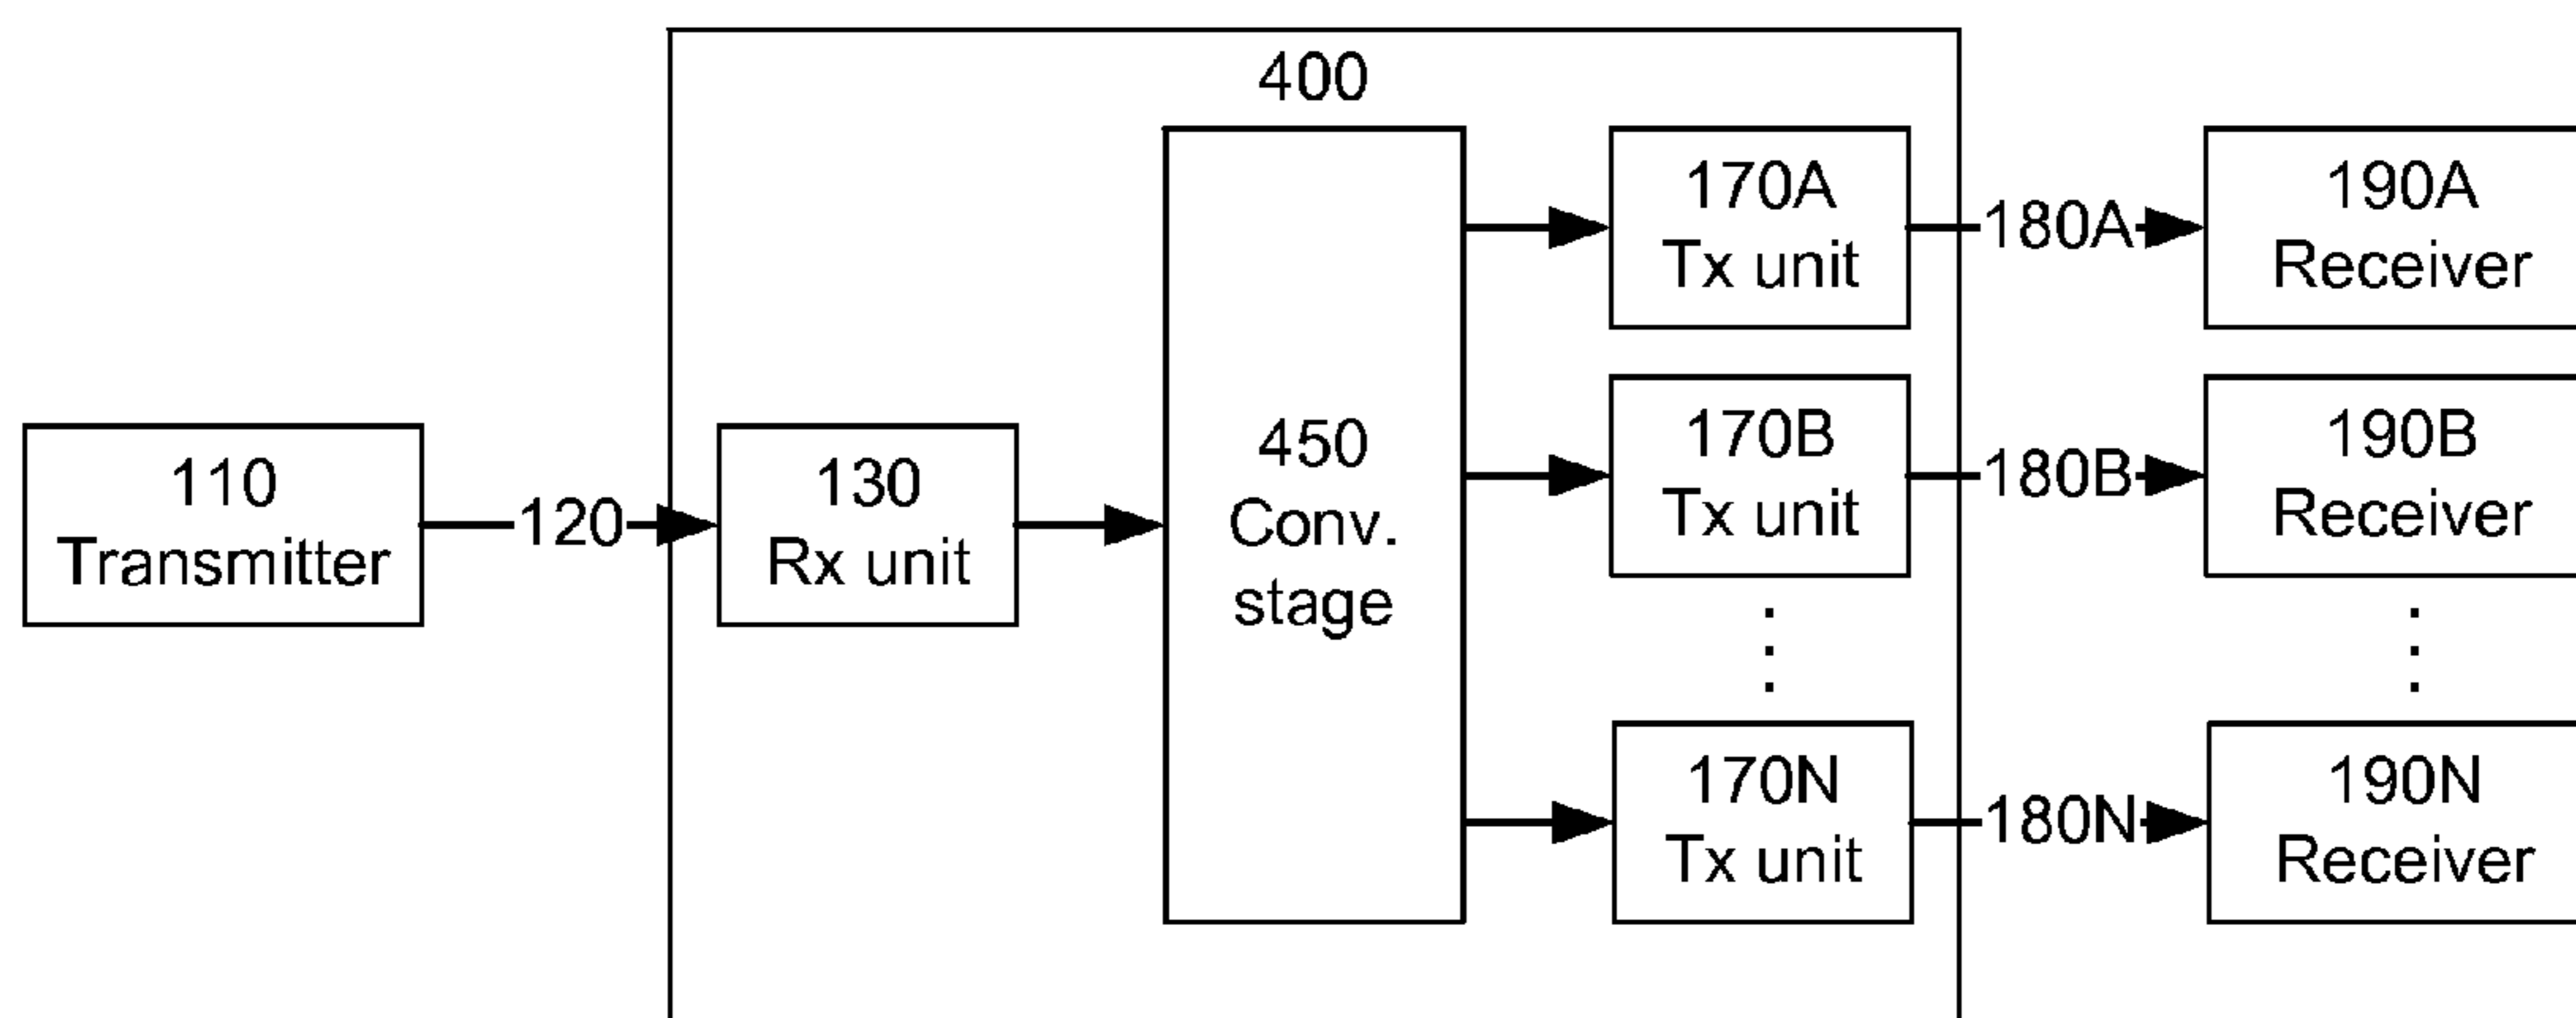 400
110
Transmitter
120
130
Rx unit
450
Conv.
stage
170A
Tx unit
180A
190A
Receiver
170B
Tx unit
180B
190B
Receiver
170N
Tx unit
180N
190N
Receiver